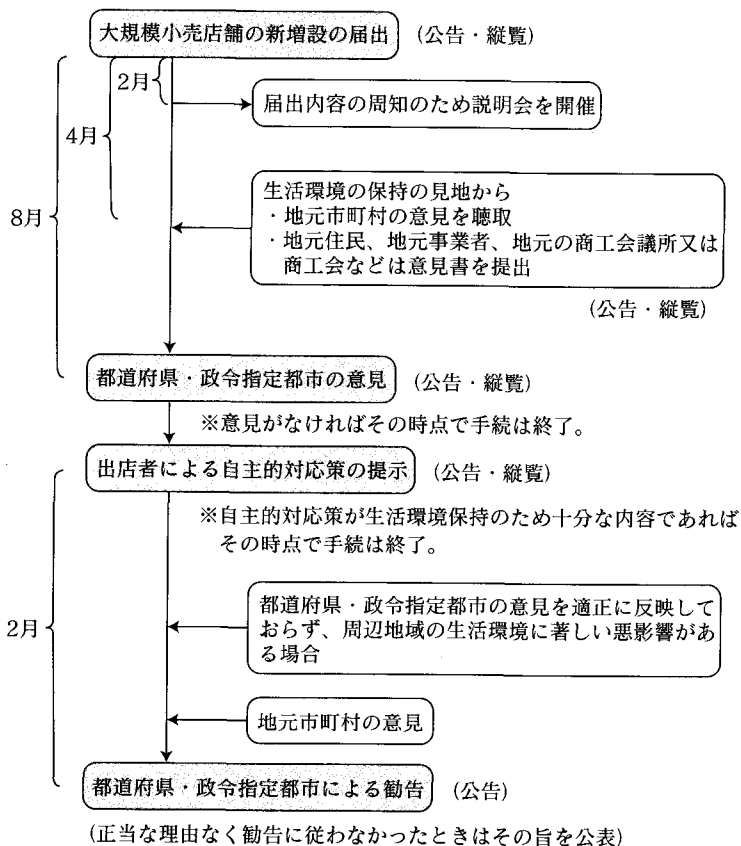 大規模小売店舗の新増設の届出 (公告・縦覧)
2月
届出内容の周知のため説明会を開催
4月
生活環境の保持の見地から
・地元市町村の意見を聴取
・地元住民、地元事業者、地元の商工会議所又は
商工会などは意見書を提出
8月
(公告・縦覧)
都道府県・政令指定都市の意見 (公告・縦覧)
※意見がなければその時点で手続は終了。
出店者による自主的対応策の提示 (公告・縦覧)
※自主的対応策が生活環境保持のため十分な内容であれば
その時点で手続は終了。
都道府県・政令指定都市の意見を適正に反映して
おらず、周辺地域の生活環境に著しい悪影響があ
る場合
2月
地元市町村の意見
都道府県・政令指定都市による勧告 (公告)
(正当な理由なく勧告に従わなかったときはその旨を公表)